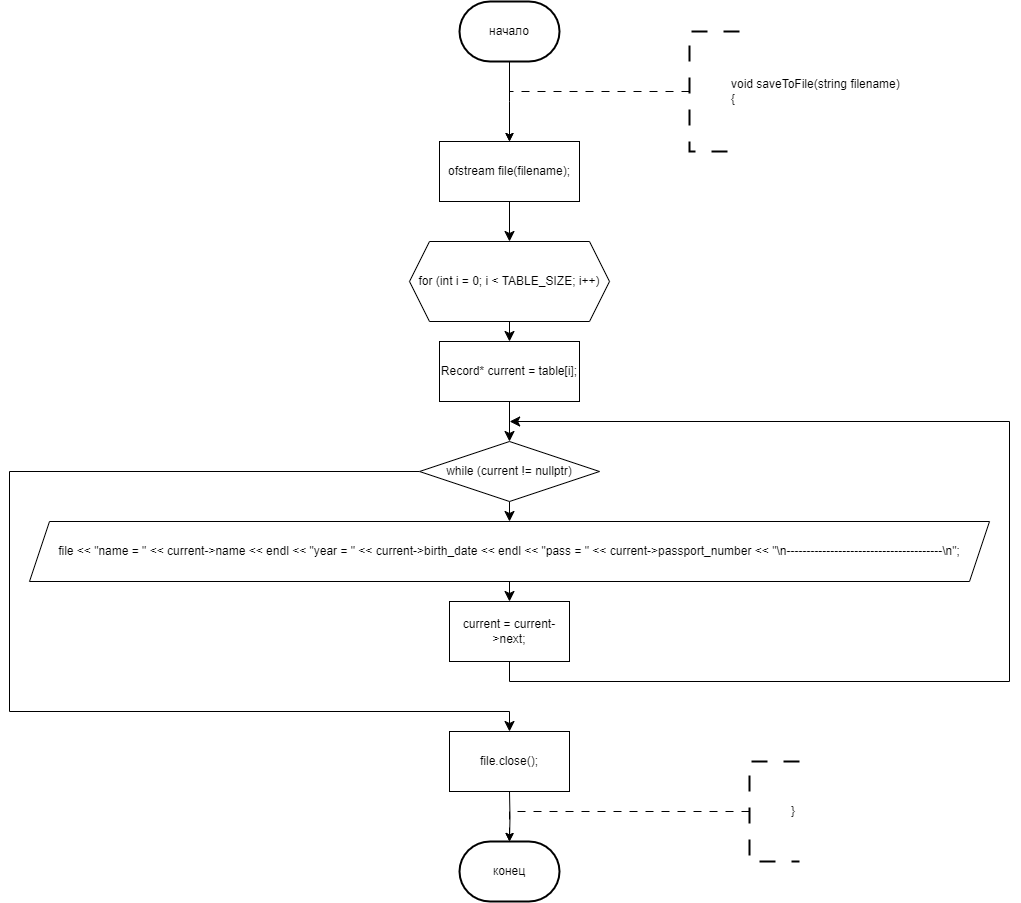 начало
void saveToFile(string filename)
{
ofstream file(filename);
for (int i = 0; i < TABLE_SIZE; i++)
Record* current = table[i];
while (current != nullptr)
file << "name = " << current->name << endl << "year = " << current->birth_date << endl << "pass = " << current->passport_number << "\n---------------------------------------\n";
current = current-
>next;
file.close();
}
конец